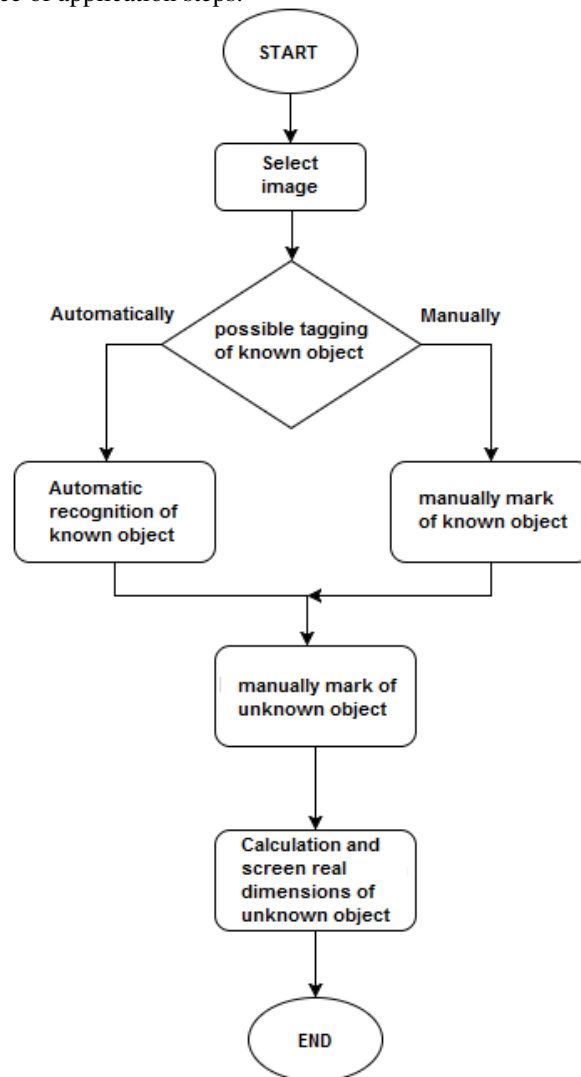 START
Select
image
possible tagging
of known object
Automatically
Manually
Automatic
recognition of
known object
manually mark
of known object
manually mark of
unknown object
Calculation and
screen real
dimensions of
unknown object
END